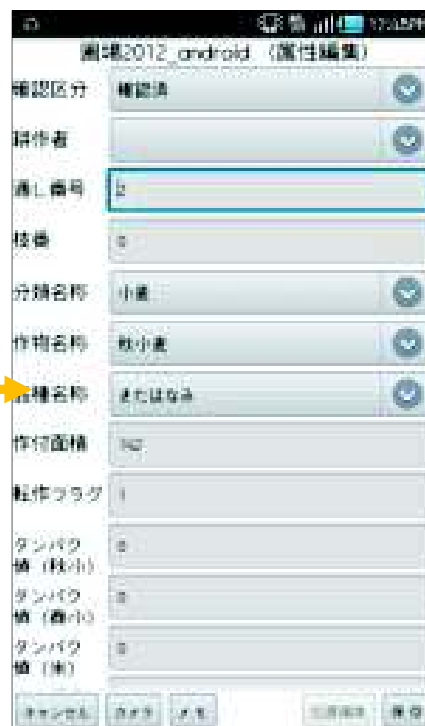 圃場2012_android （属性編集）
確認区分 確認済
耕作者
通し番号 2
枝番 0
分類名称 小麦
作物名称 秋小麦
品種名称 きたほなみ
作付面積
転作フラグ 1
タンパク
値（秋小） 0
タンパク
値（春小） 0
タンパク
値（米） 0
キャンセル カメラ メモ 保存